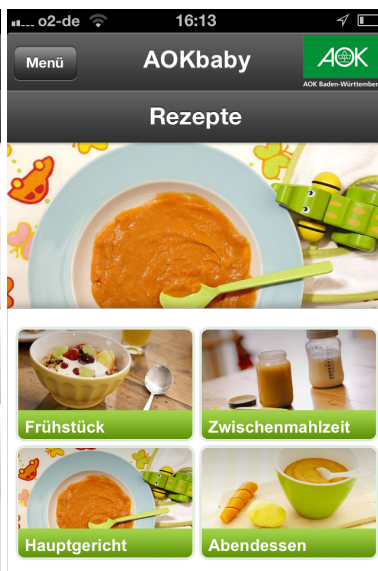 o2-de 16:13
Menü AOKbaby AOK
AOK Baden-Württember
Rezepte
Frühstück Zwischenmahlzeit
Hauptgericht Abendessen